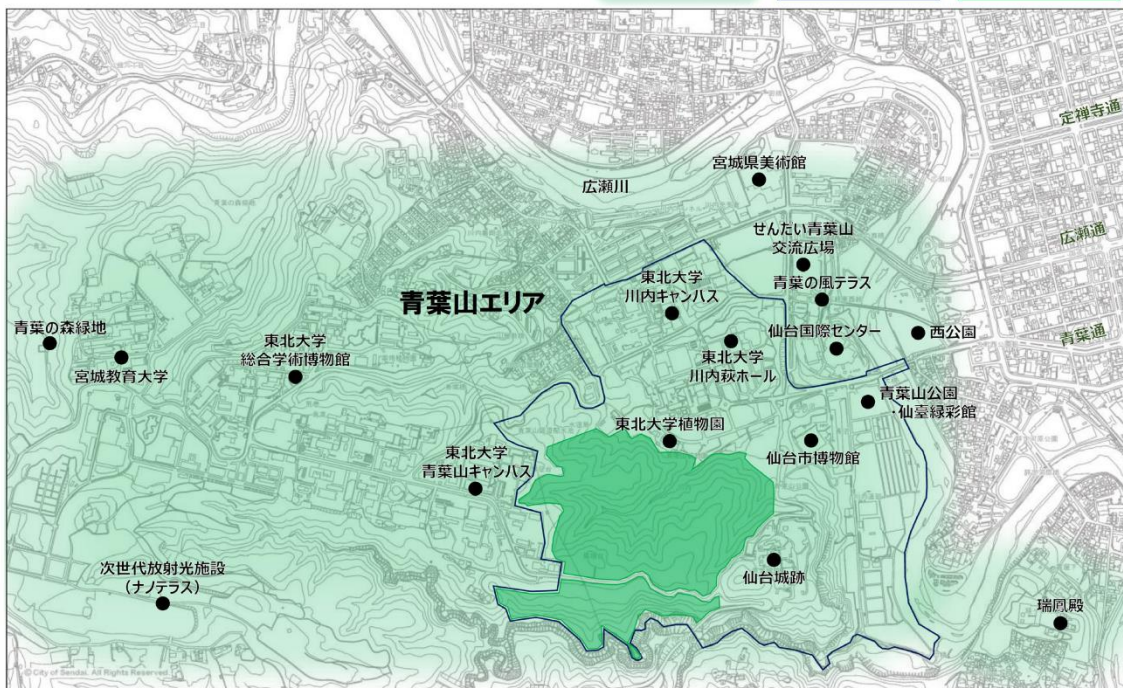 定禅寺通
宮城県美術館
広瀬川
広瀬通
せんだい青葉山
交流広場
東北大学
川内キャンパス
青葉の風テラス
青葉山エリア
青葉の森緑地
仙台国際センター
西公園
青葉通
宮城教育大学
東北大学
総合学術博物館
東北大学
川内萩ホール
青葉山公園
・仙臺緑彩館
東北大学植物園
仙台市博物館
東北大学
青葉山キャンパス
仙台城跡
次世代放射光施設
（ナノテラス）
瑞鳳殿
© City of Sendai. All Rights Reserved.